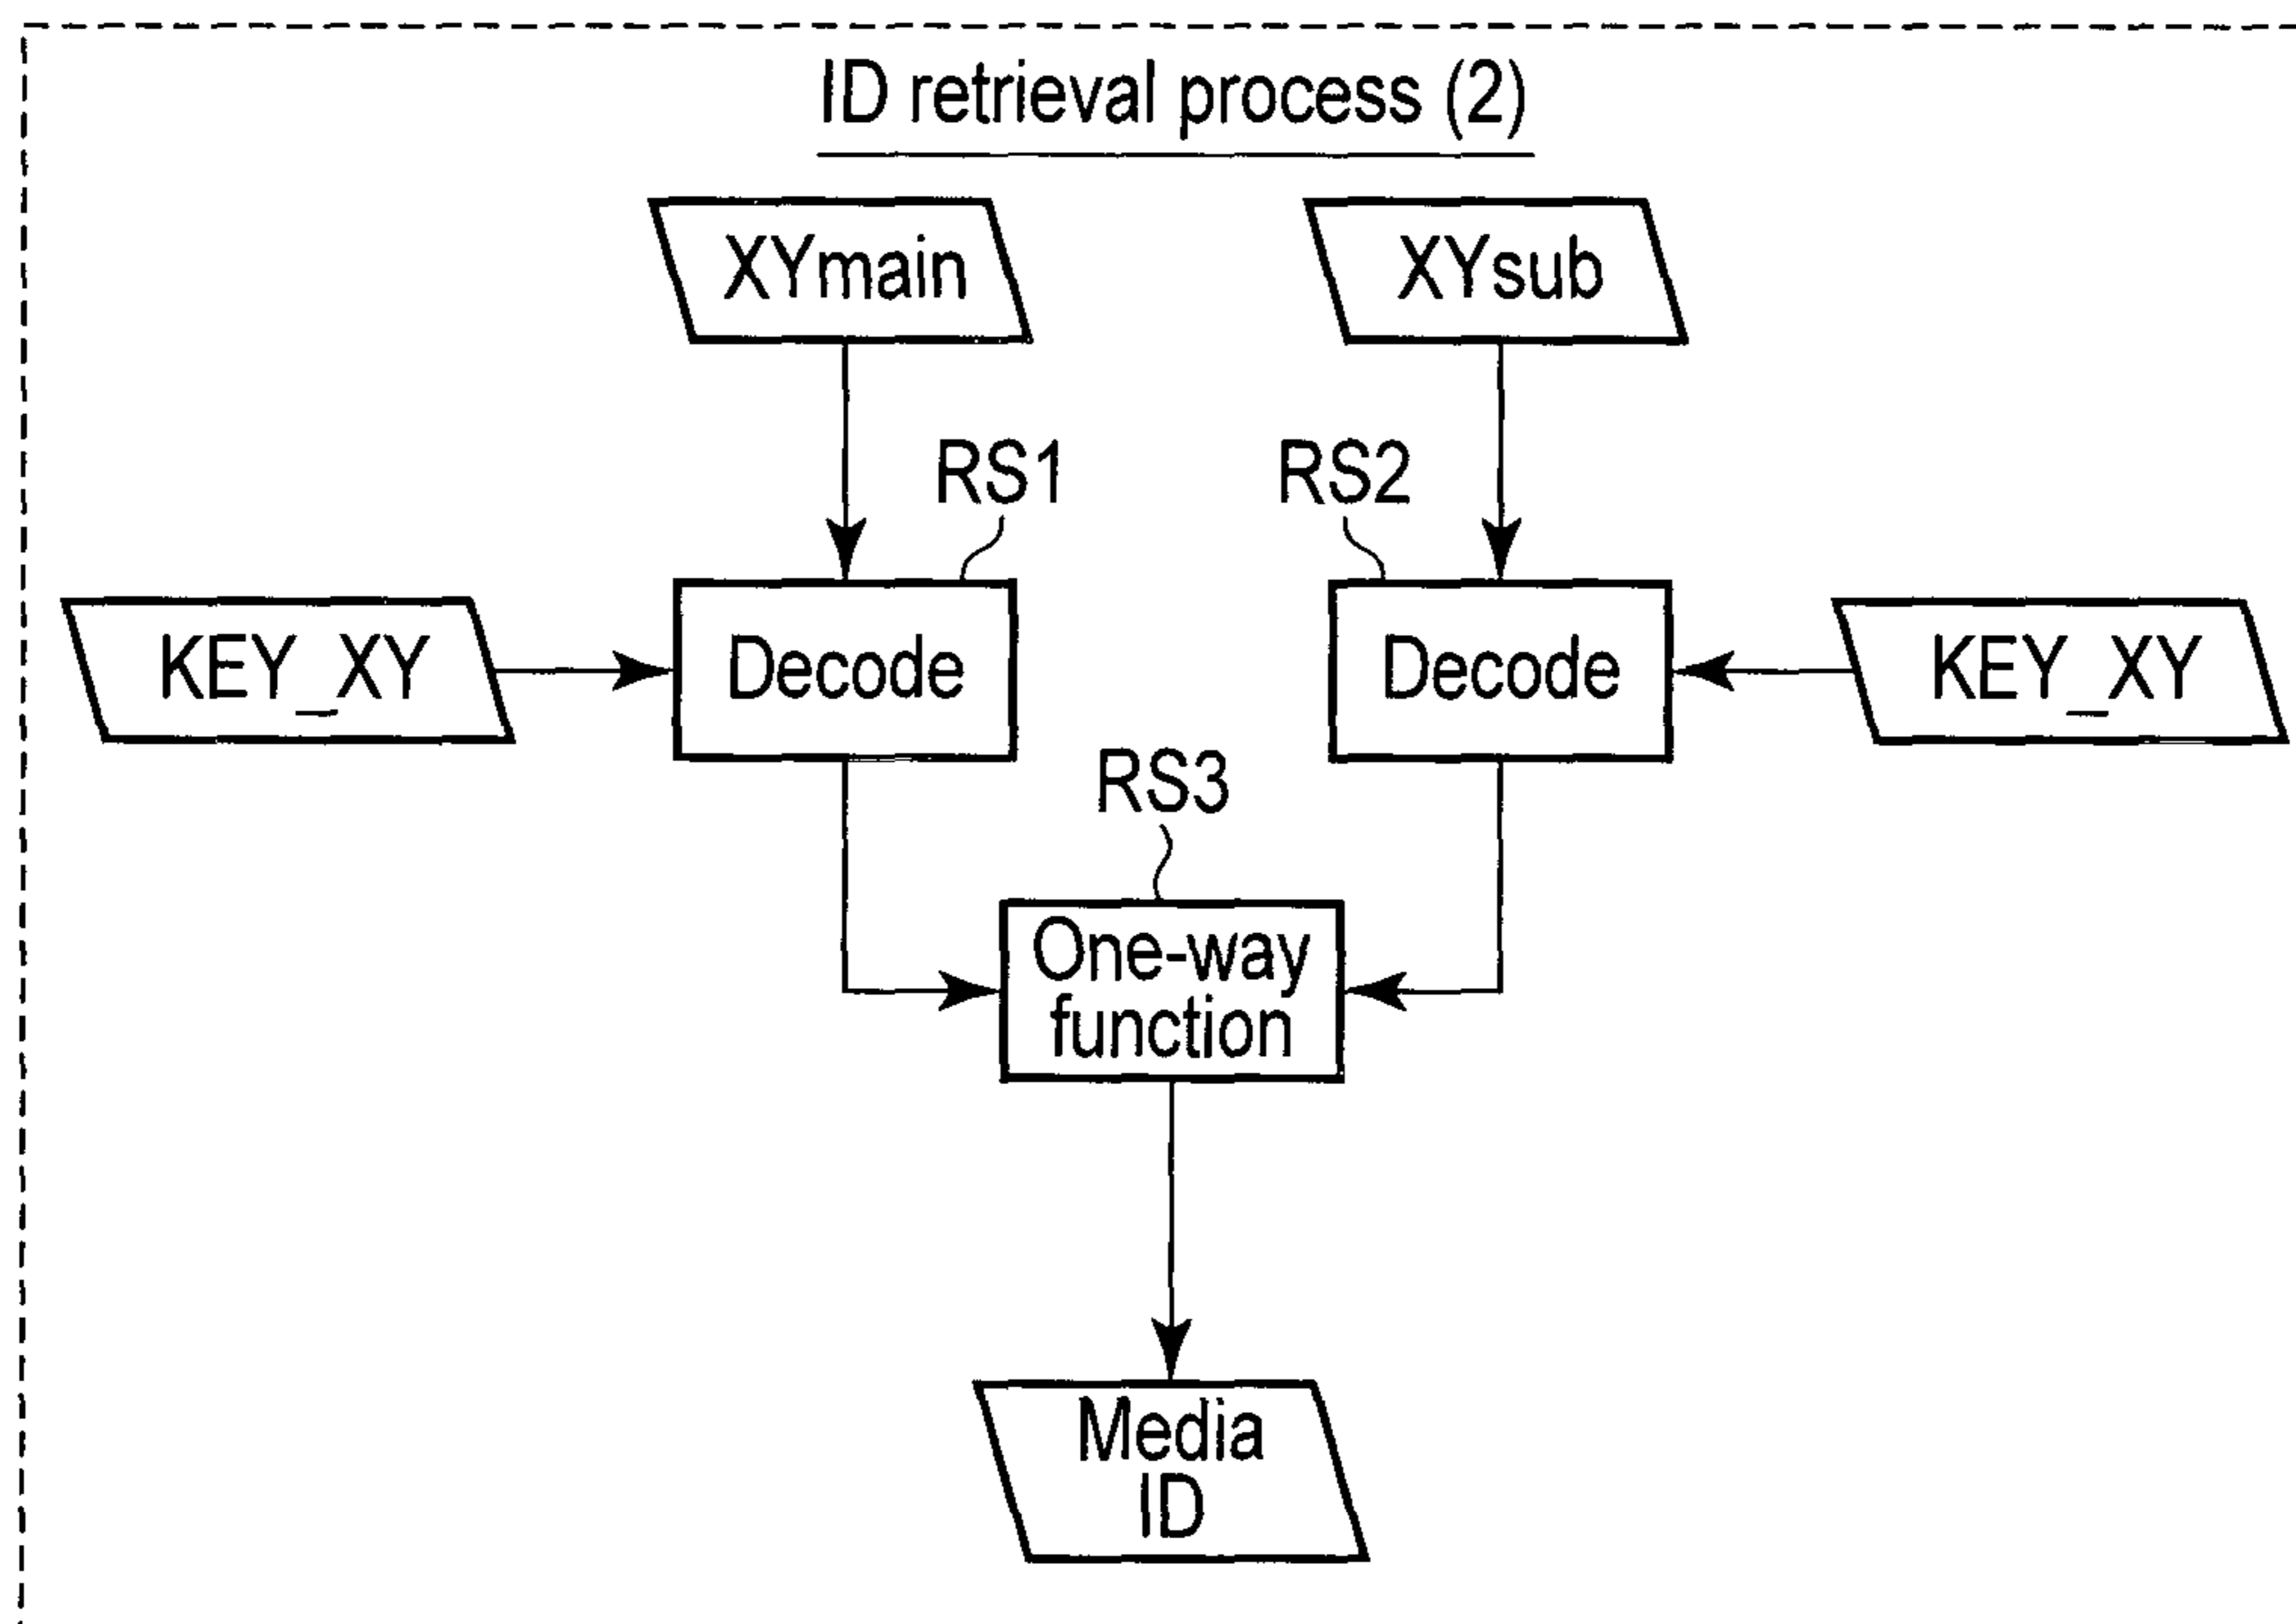 ID retrieval process (2)
XYmain
XYsub
RS1
RS2
KEY_XY
Decode
Decode
KEY_XY
RS3
One-way
function
Media
ID